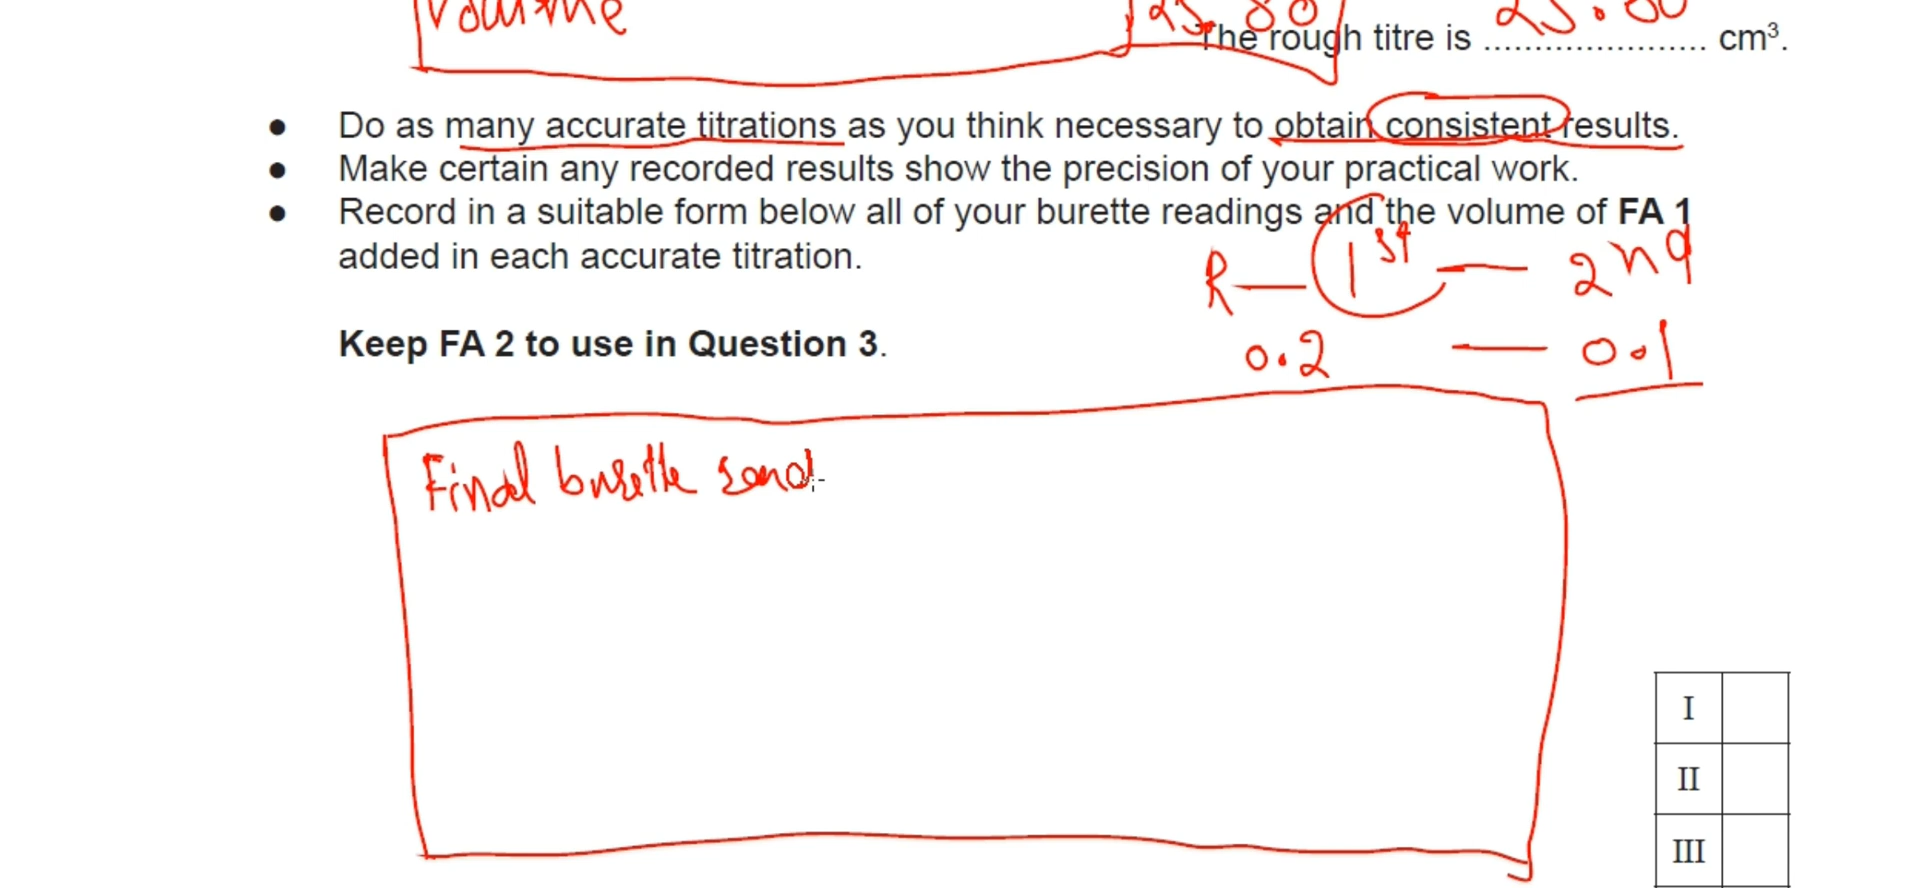 volume 25.80
The rough titre is ...................... cm³.
● Do as many accurate titrations as you think necessary to obtain consistent results.
● Make certain any recorded results show the precision of your practical work.
● Record in a suitable form below all of your burette readings and the volume of FA 1
added in each accurate titration.
R — 1st — 2nd
Keep FA 2 to use in Question 3.
0.2 — 0.1
Final burette
I
II
III